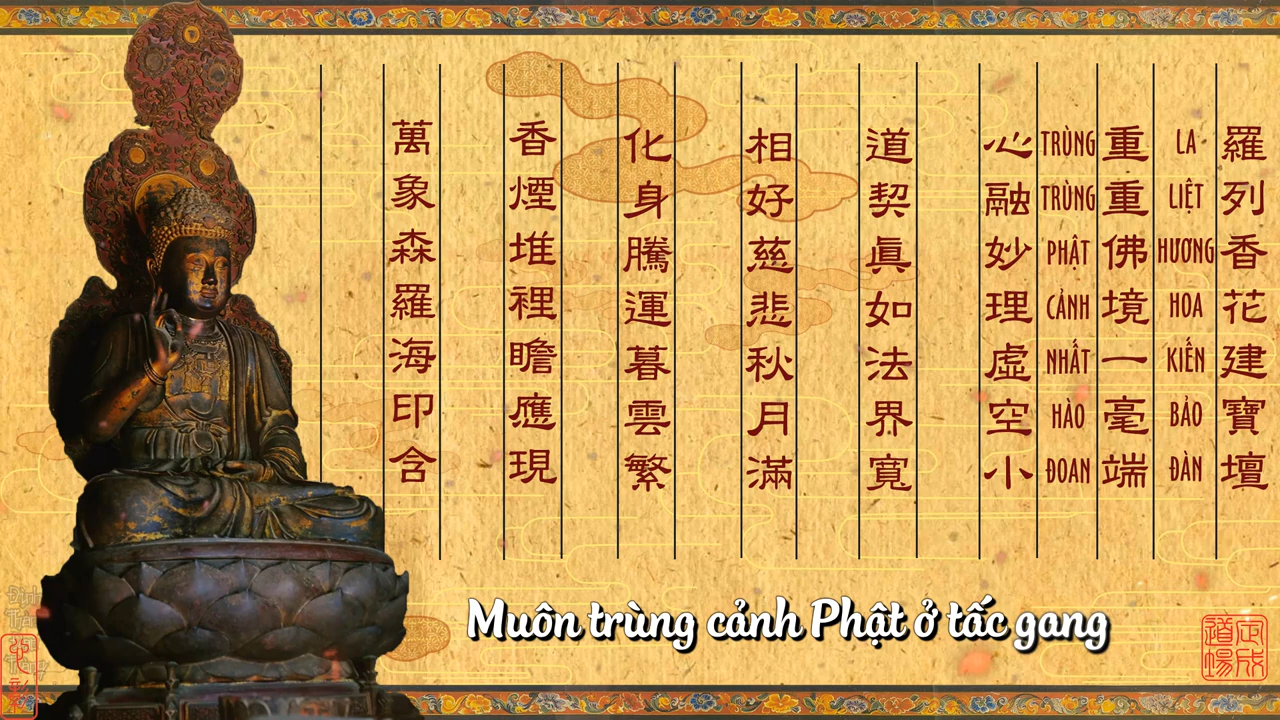 羅列香花建寶壇
LA LIỆT HƯƠNG HOA KIẾN BẢO ĐÀN
重重佛境一毫端
TRÙNG TRÙNG PHẬT CẢNH NHẤT HÀO ĐOAN
心融妙理虛空小
道契眞如法界寬
相好慈悲秋月滿
化身騰運暮雲繁
香煙堆裡瞻應現
萬象森羅海印含
Muôn trùng cảnh Phật ở tấc gang